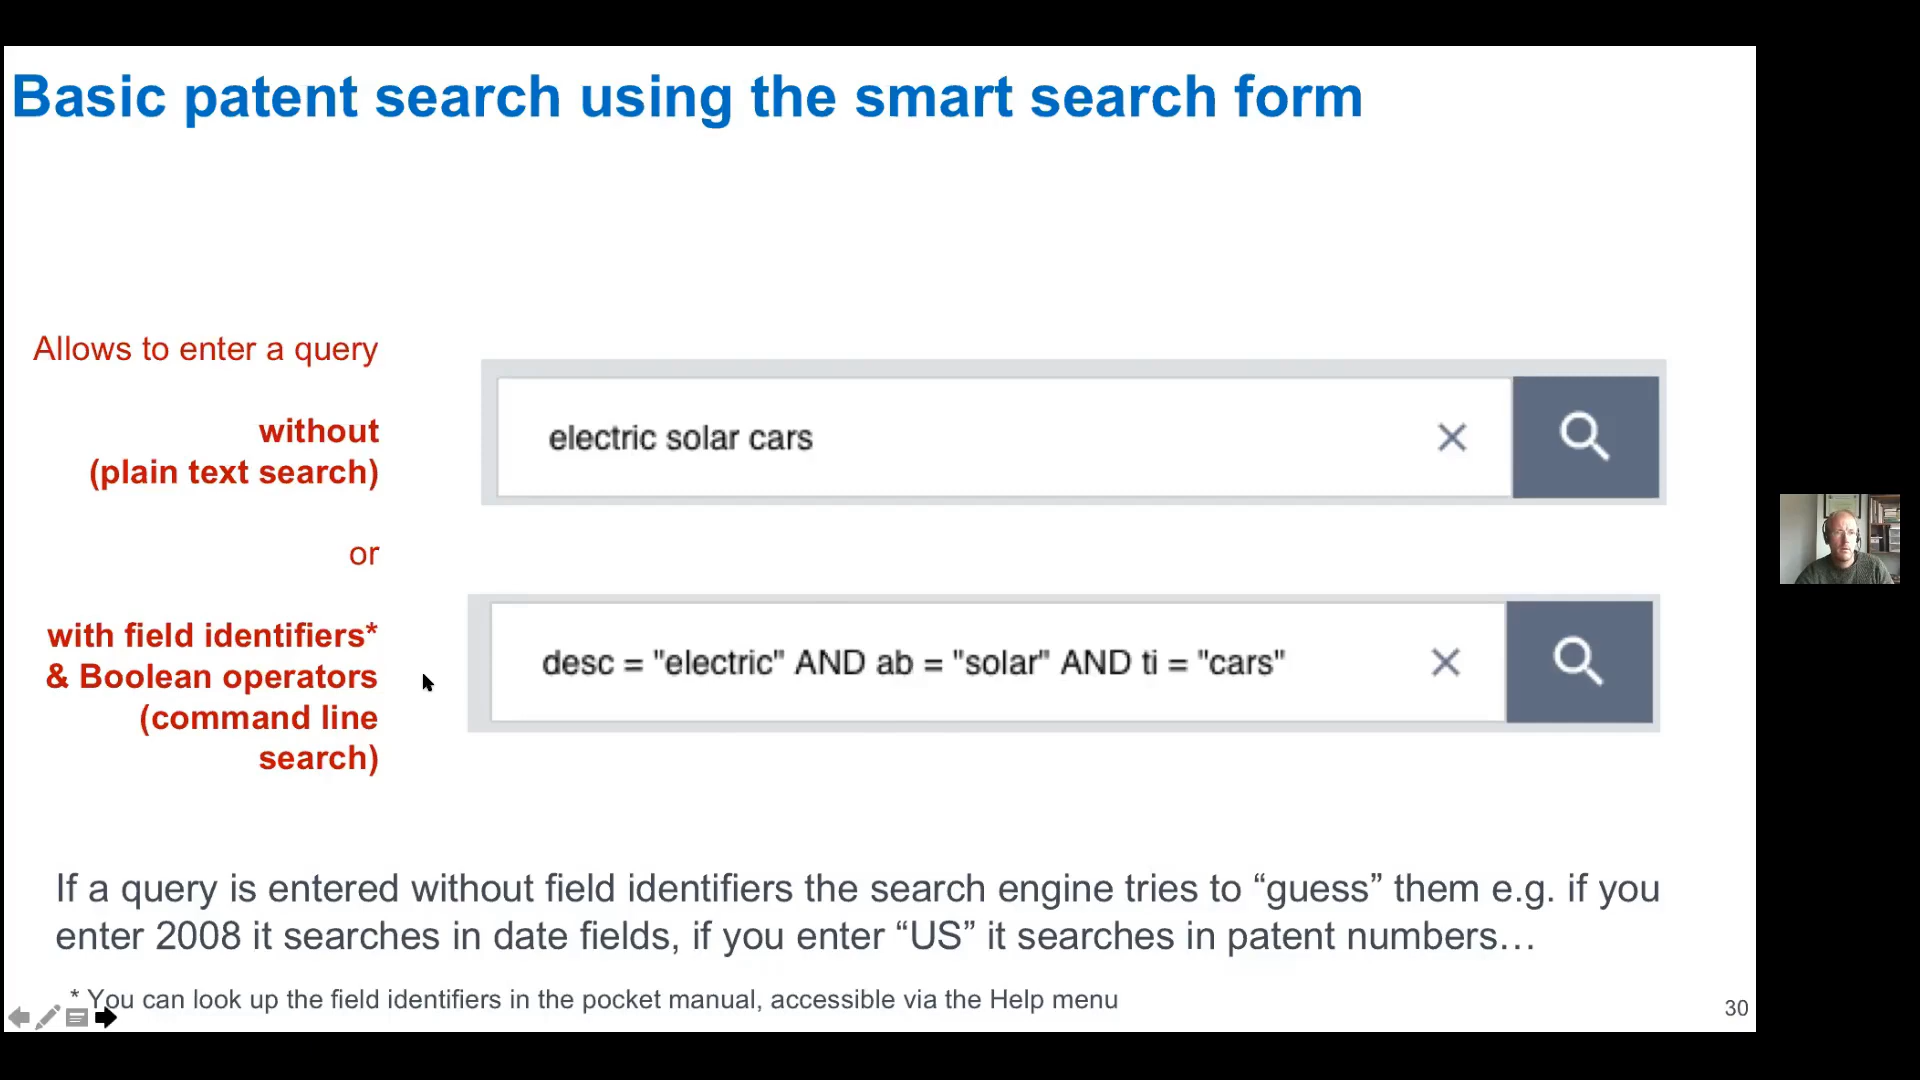 Basic patent search using the smart search form
Allows to enter a query
without
(plain text search)
or
with field identifiers*
& Boolean operators
(command line
search)
electric solar cars
desc = "electric" AND ab = "solar" AND ti = "cars"
If a query is entered without field identifiers the search engine tries to “guess” them e.g. if you
enter 2008 it searches in date fields, if you enter “US” it searches in patent numbers…
* You can look up the field identifiers in the pocket manual, accessible via the Help menu
30